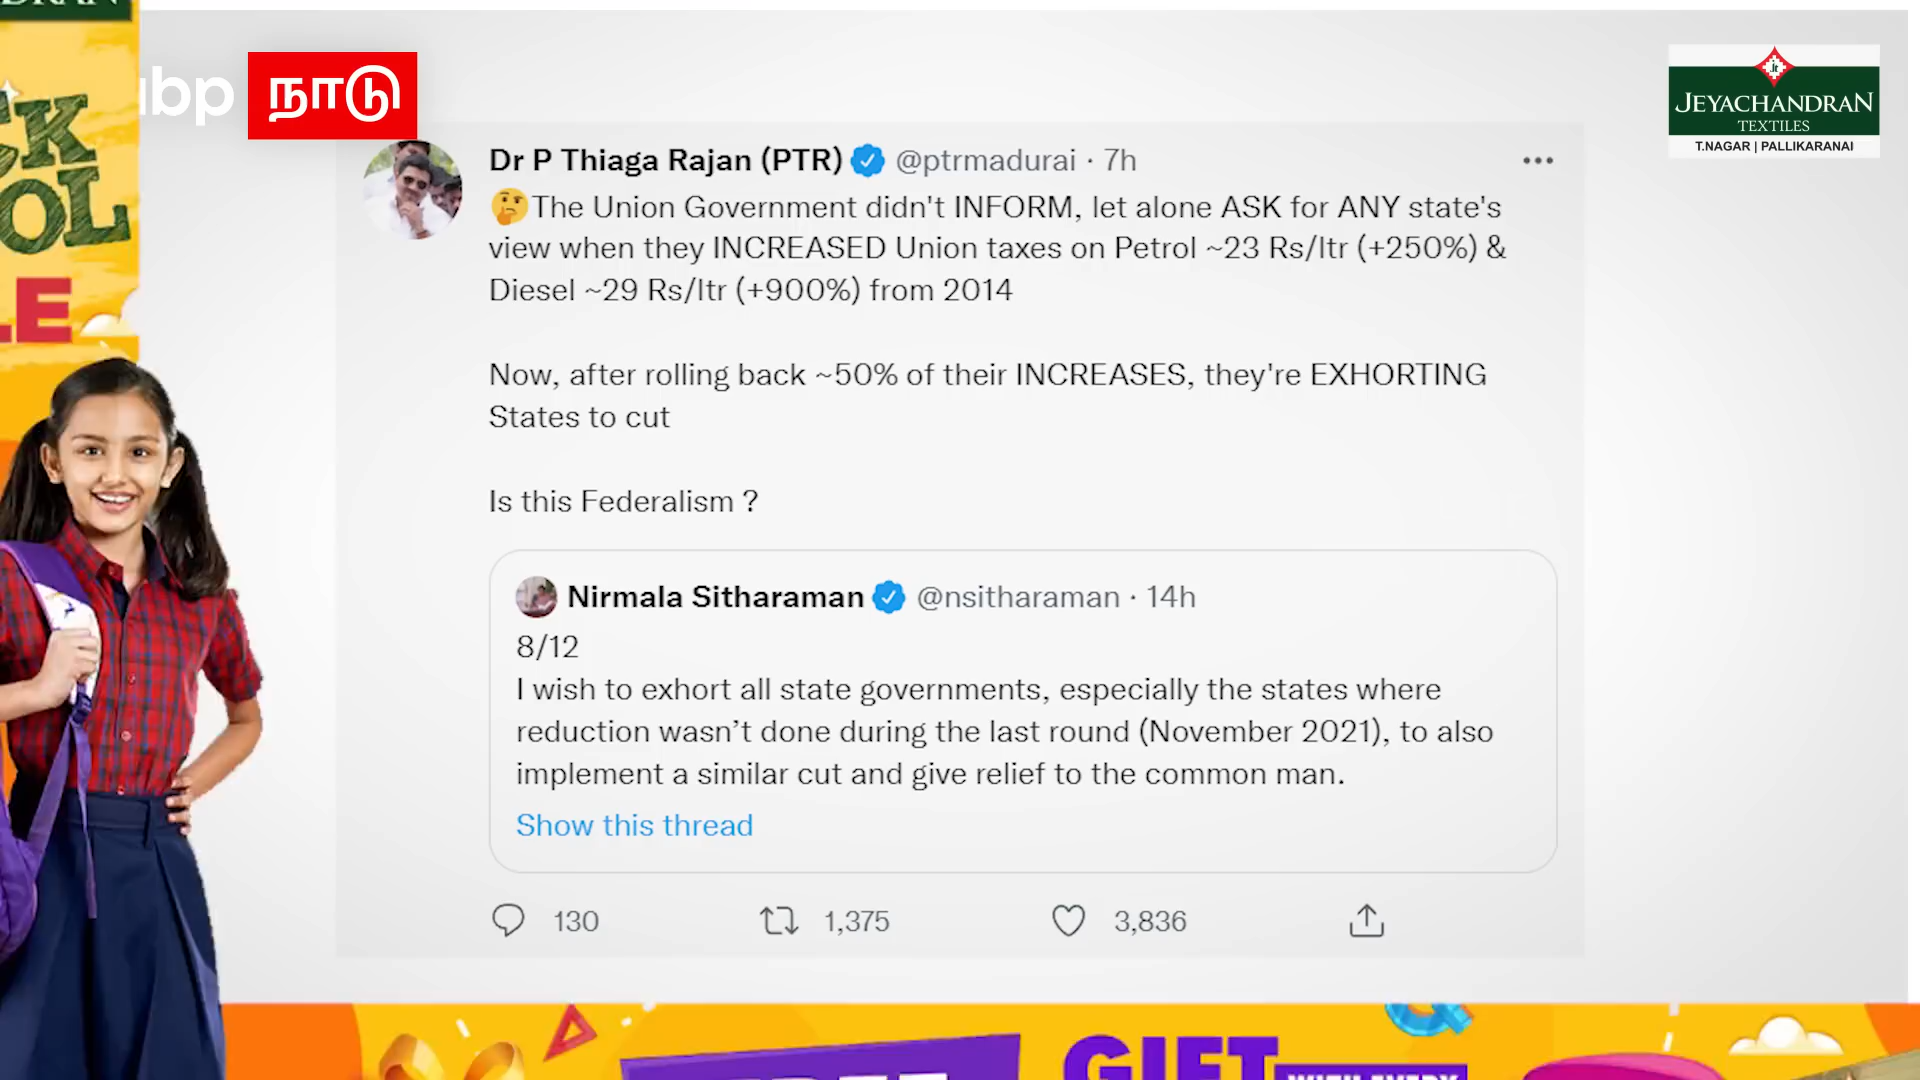 abp நாடு
JEYACHANDRAN
TEXTILES
T.NAGAR | PALLIKARANAI
Dr P Thiaga Rajan (PTR) @ptrmadurai · 7h
🤔The Union Government didn't INFORM, let alone ASK for ANY state's
view when they INCREASED Union taxes on Petrol ~23 Rs/ltr (+250%) &
Diesel ~29 Rs/ltr (+900%) from 2014
Now, after rolling back ~50% of their INCREASES, they're EXHORTING
States to cut
Is this Federalism ?
Nirmala Sitharaman @nsitharaman · 14h
8/12
I wish to exhort all state governments, especially the states where
reduction wasn’t done during the last round (November 2021), to also
implement a similar cut and give relief to the common man.
Show this thread
130 1,375 3,836
GIFT
WITH EVERY